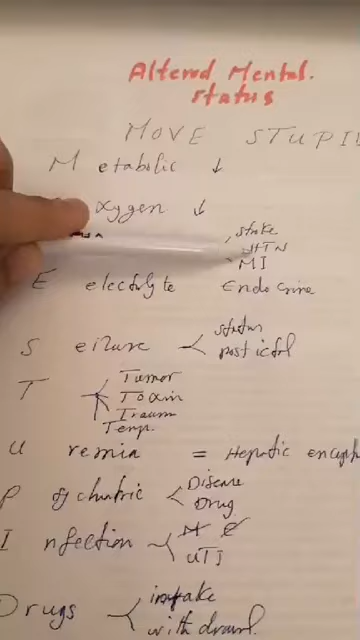 Altered Mental.
status
MOVE STUPI
M etabolic ↓
xygen ↓
stroke
HTN
MI
E electrolyte Endocrine
S eizure < status
post ictal
T Tumor
Toxin
Trauma
Temp.
U remia = Hepatic enceph
P sychiatric < Disease
Drug
I nfection < M E
UTI
Drugs < intake
withdrawl